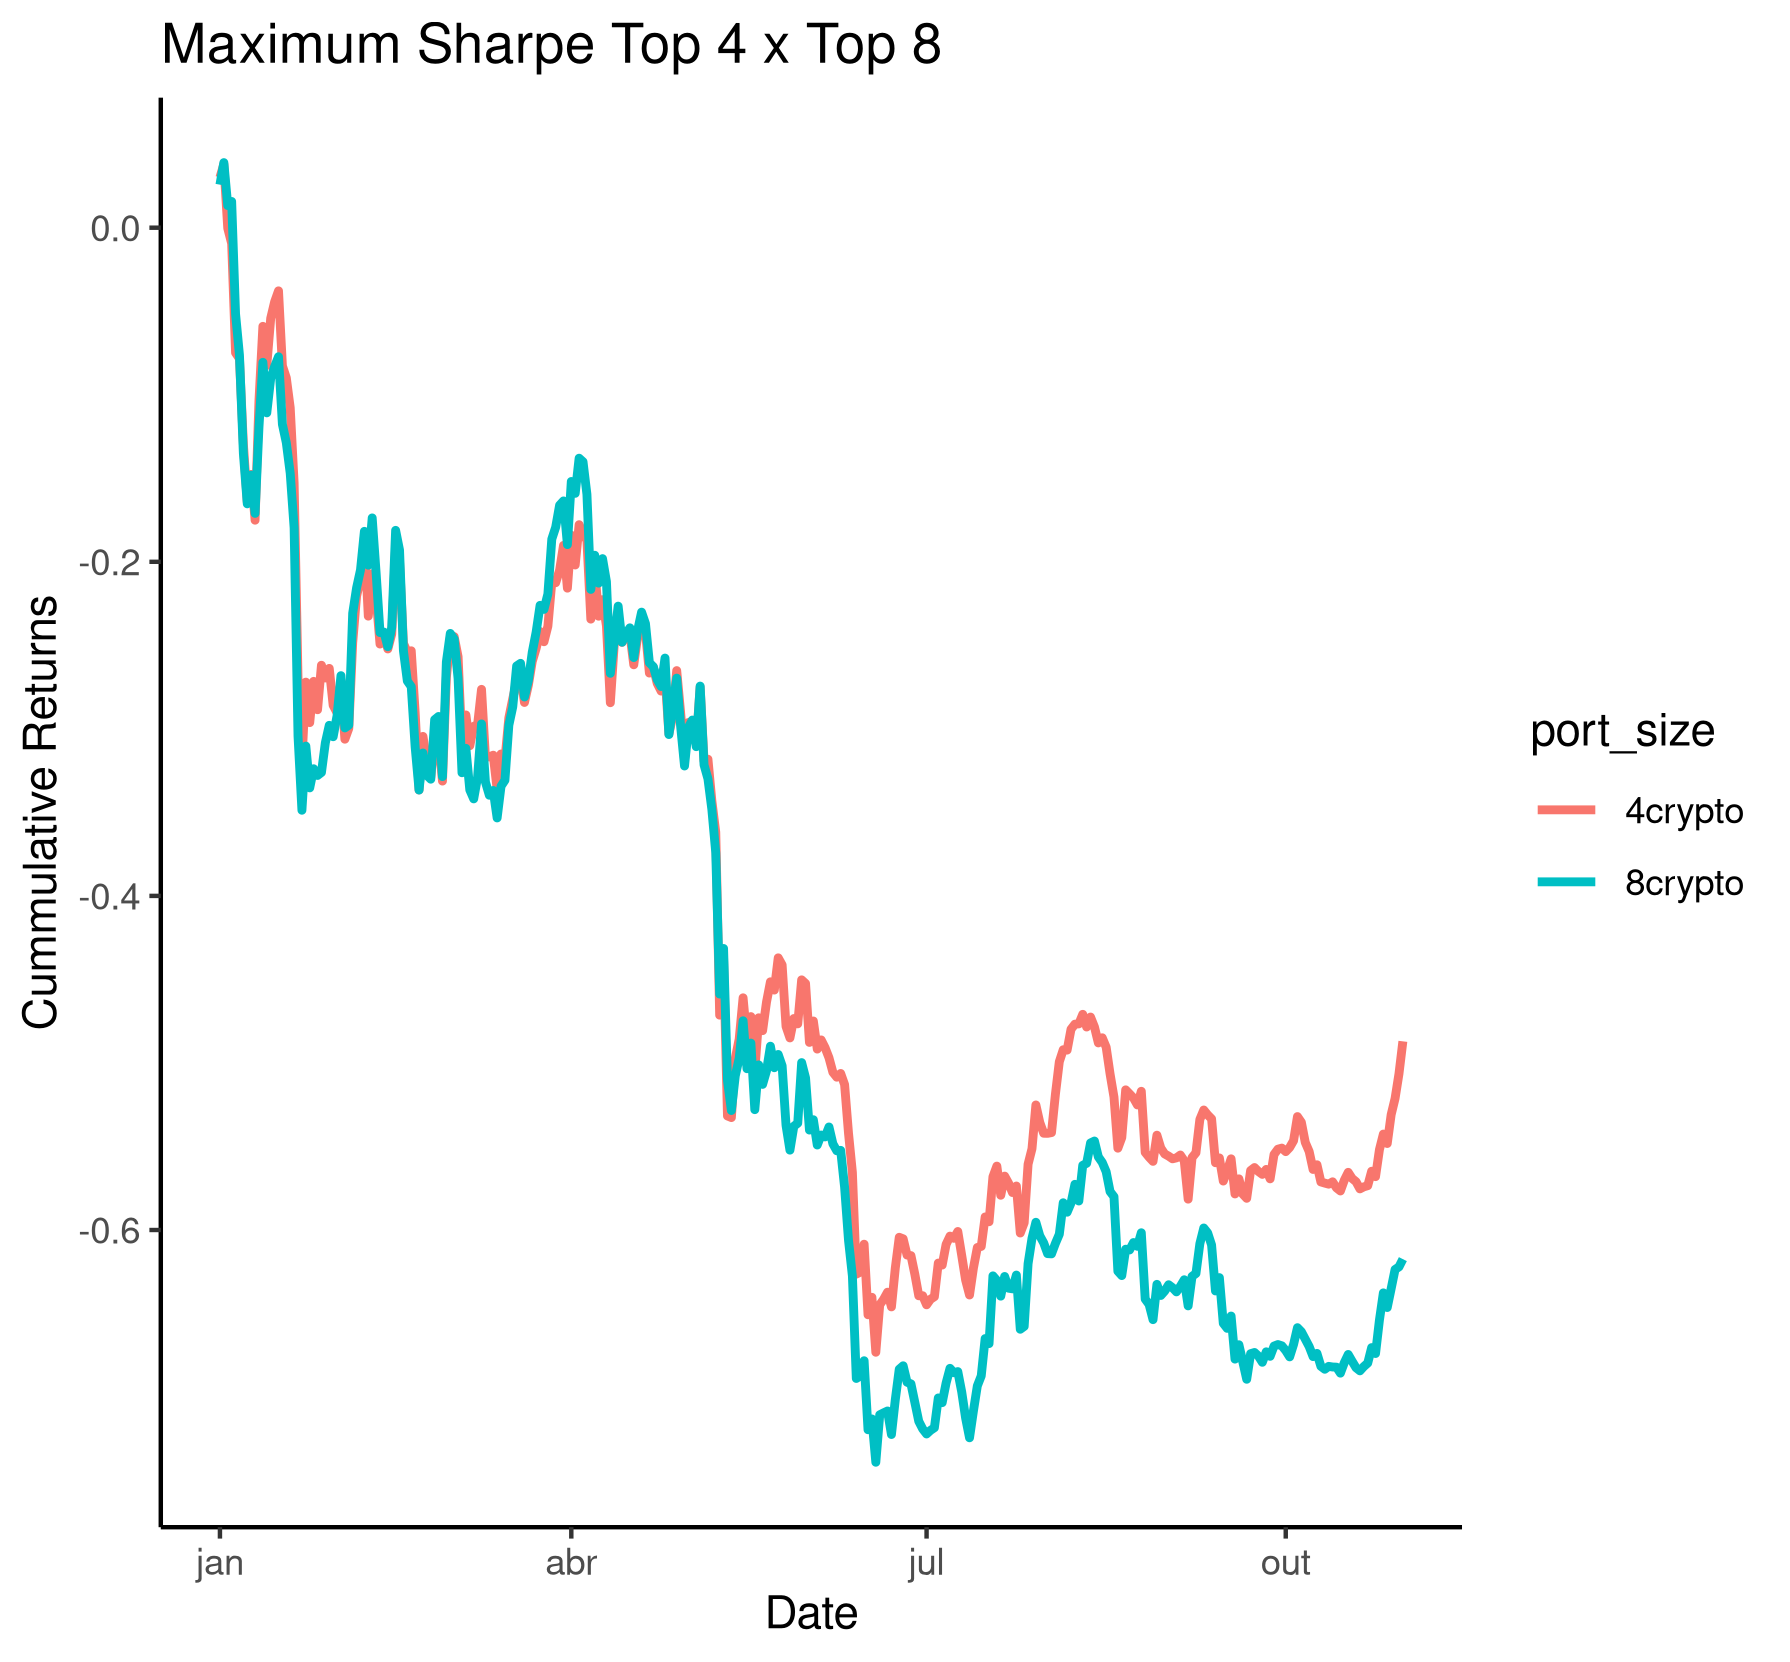 Maximum Sharpe Top 4 x Top 8
Cummulative Returns
0.0
-0.2
-0.4
-0.6
jan
abr
jul
out
Date
port_size
4crypto
8crypto